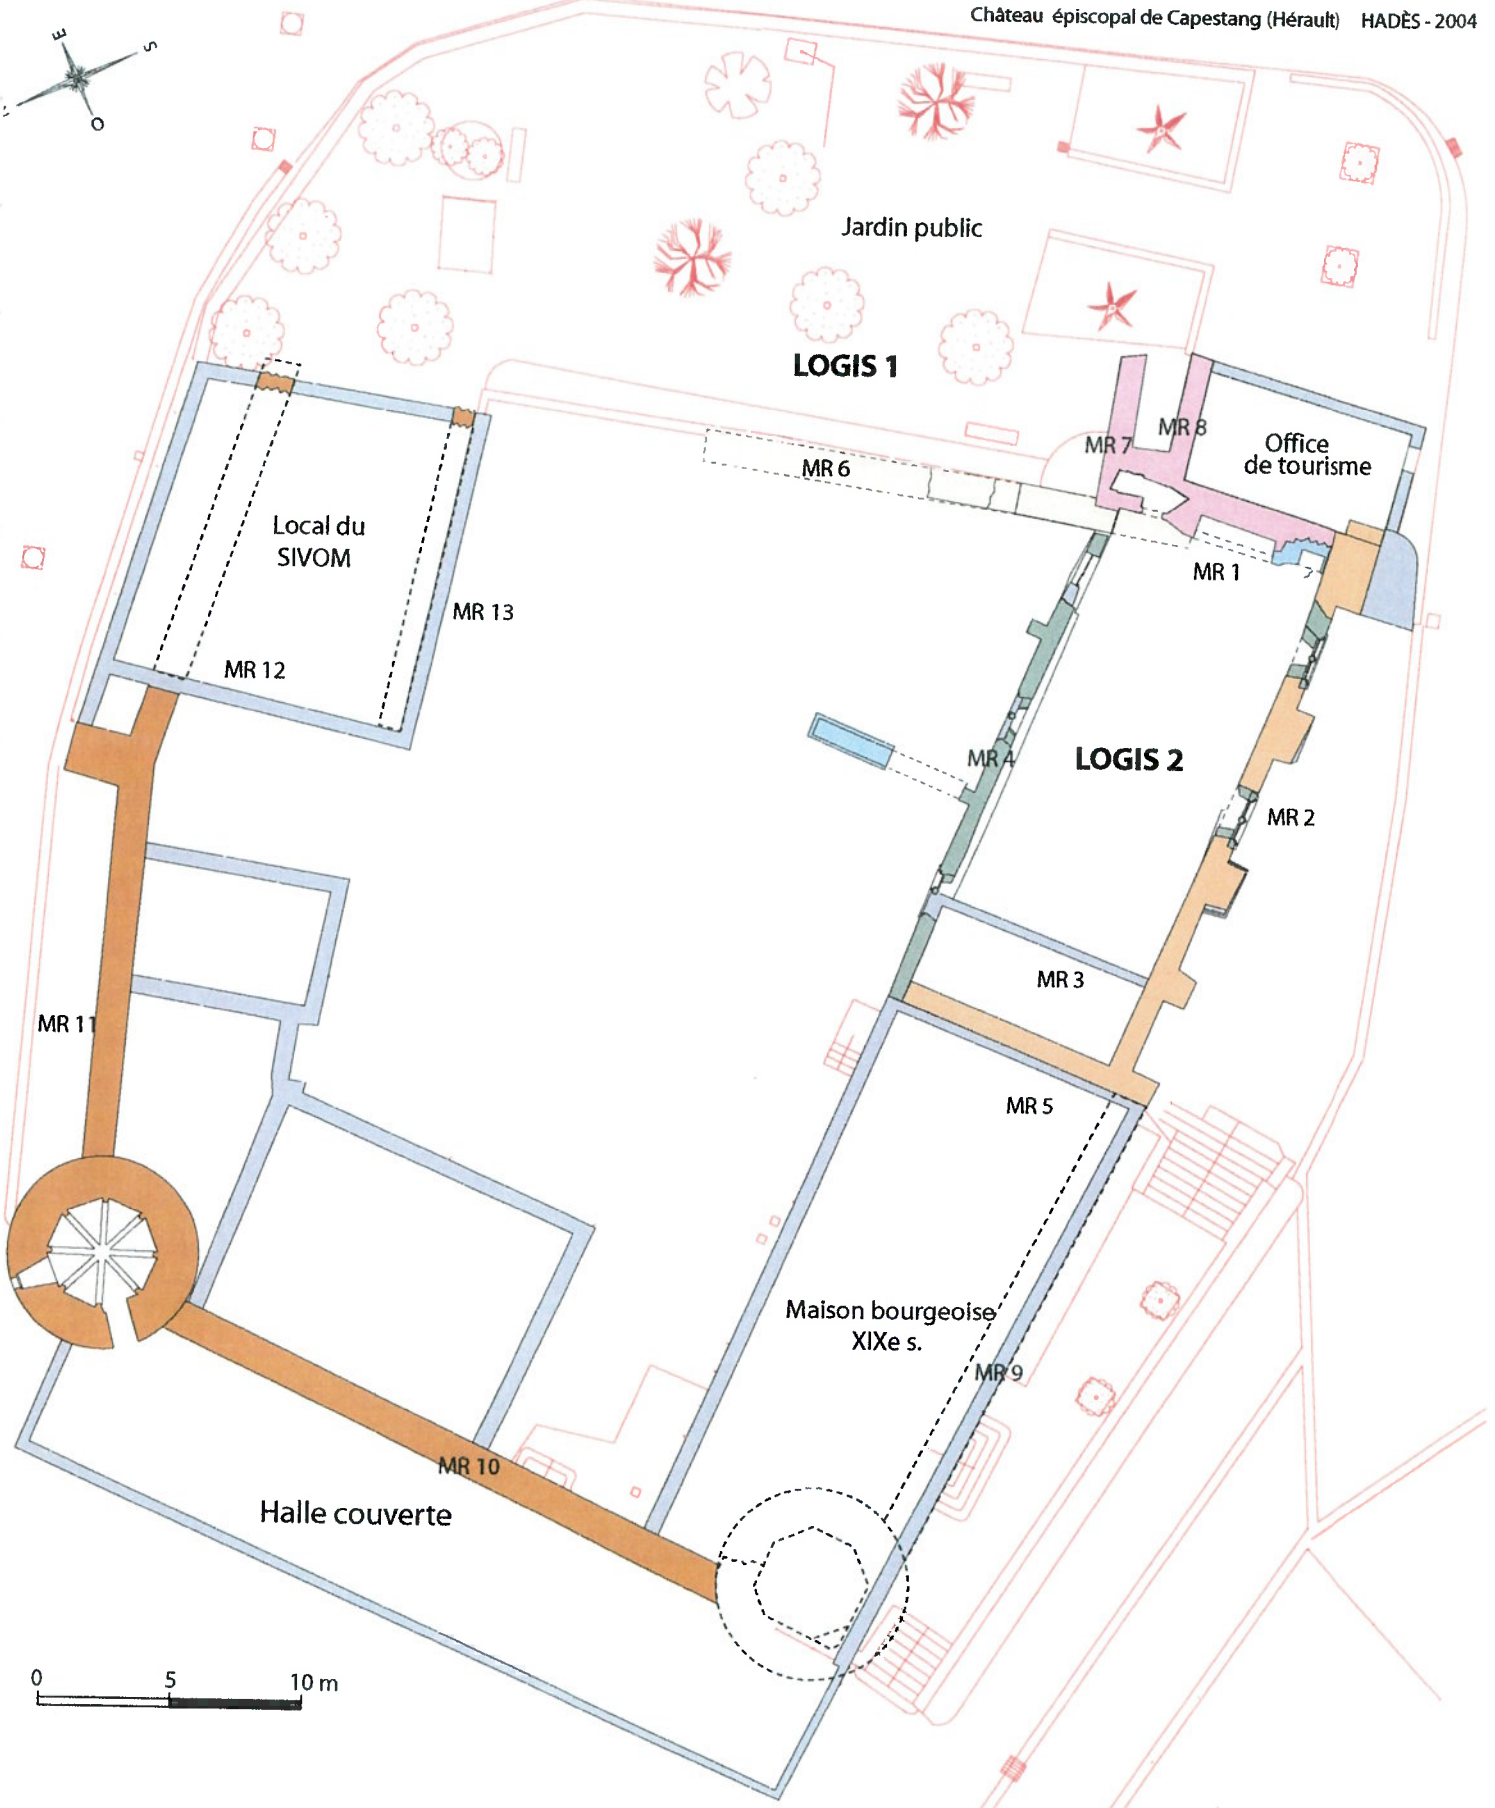 Château épiscopal de Capestang (Hérault) HADÈS - 2004
E
S
O
Jardin public
LOGIS 1
MR 7
MR 8
Office
de tourisme
MR 6
Local du
SIVOM
MR 1
MR 13
MR 12
MR 4
LOGIS 2
MR 2
MR 3
MR 11
MR 5
Maison bourgeoise
XIXe s.
MR 9
MR 10
Halle couverte
0 5 10 m